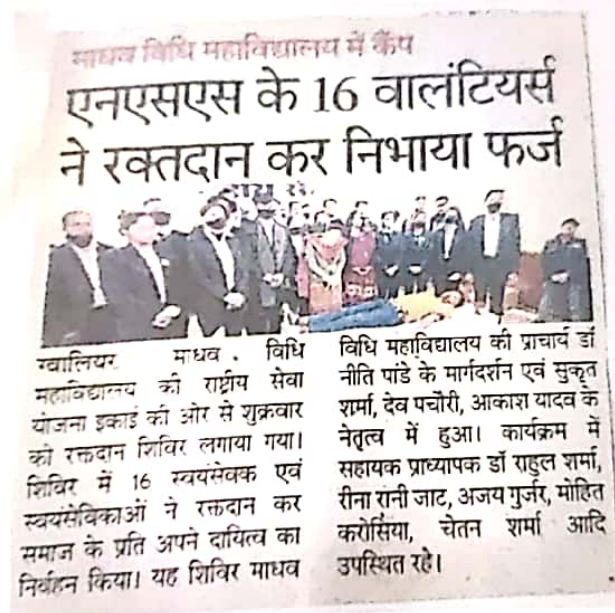 माधव विधि महाविद्यालय में कैंप
एनएसएस के 16 वालंटियर्स
ने रक्तदान कर निभाया फर्ज
ग्वालियर माधव . विधि
महाविद्यालय की राष्ट्रीय सेवा
योजना इकाई की ओर से शुक्रवार
को रक्तदान शिविर लगाया गया।
शिविर में 16 स्वयंसेवक एवं
स्वयंसेविकाओं ने रक्तदान कर
समाज के प्रति अपने दायित्व का
निर्वाहन किया। यह शिविर माधव
विधि महाविद्यालय की प्राचार्य डॉ
नीति पांडे के मार्गदर्शन एवं सुकृत
शर्मा, देव पचौरी, आकाश यादव के
नेतृत्व में हुआ। कार्यक्रम में
सहायक प्राध्यापक डॉ राहुल शर्मा,
रीना रानी जाट, अजय गुर्जर, मोहित
करोसिया, चेतन शर्मा आदि
उपस्थित रहे।